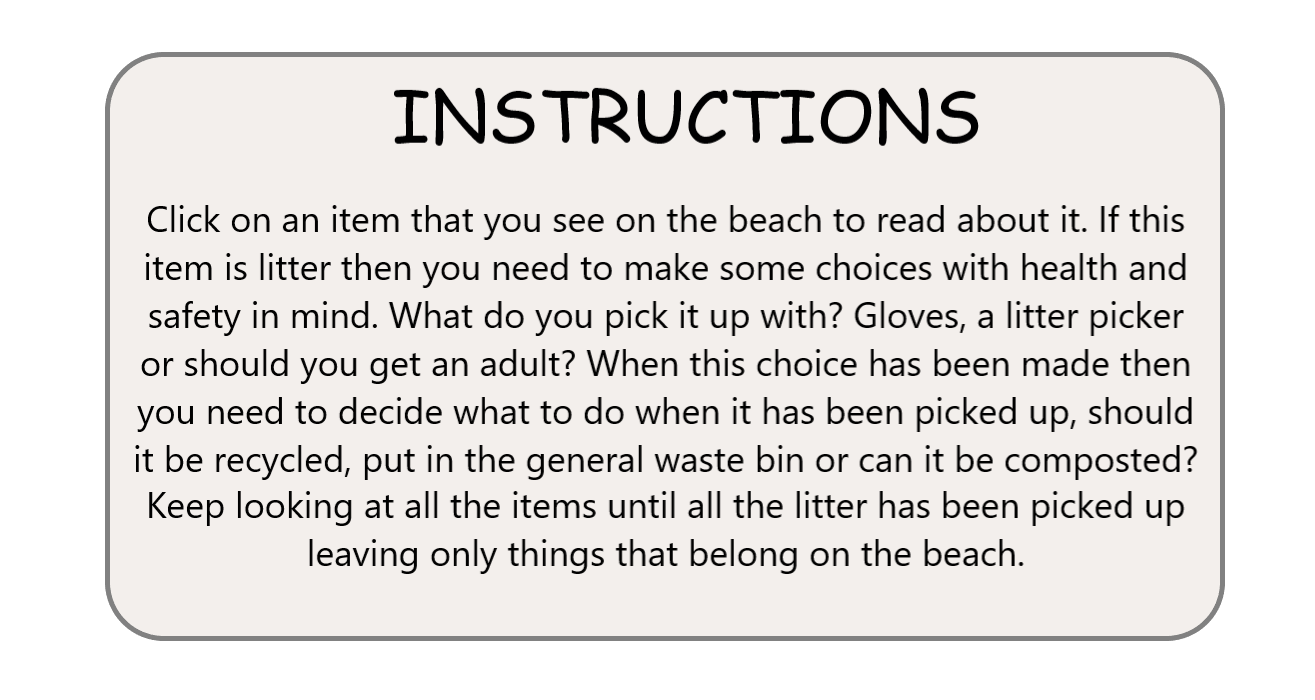 INSTRUCTIONS
Click on an item that you see on the beach to read about it. If this
item is litter then you need to make some choices with health and
safety in mind. What do you pick it up with? Gloves, a litter picker
or should you get an adult? When this choice has been made then
you need to decide what to do when it has been picked up, should
it be recycled, put in the general waste bin or can it be composted?
Keep looking at all the items until all the litter has been picked up
leaving only things that belong on the beach.